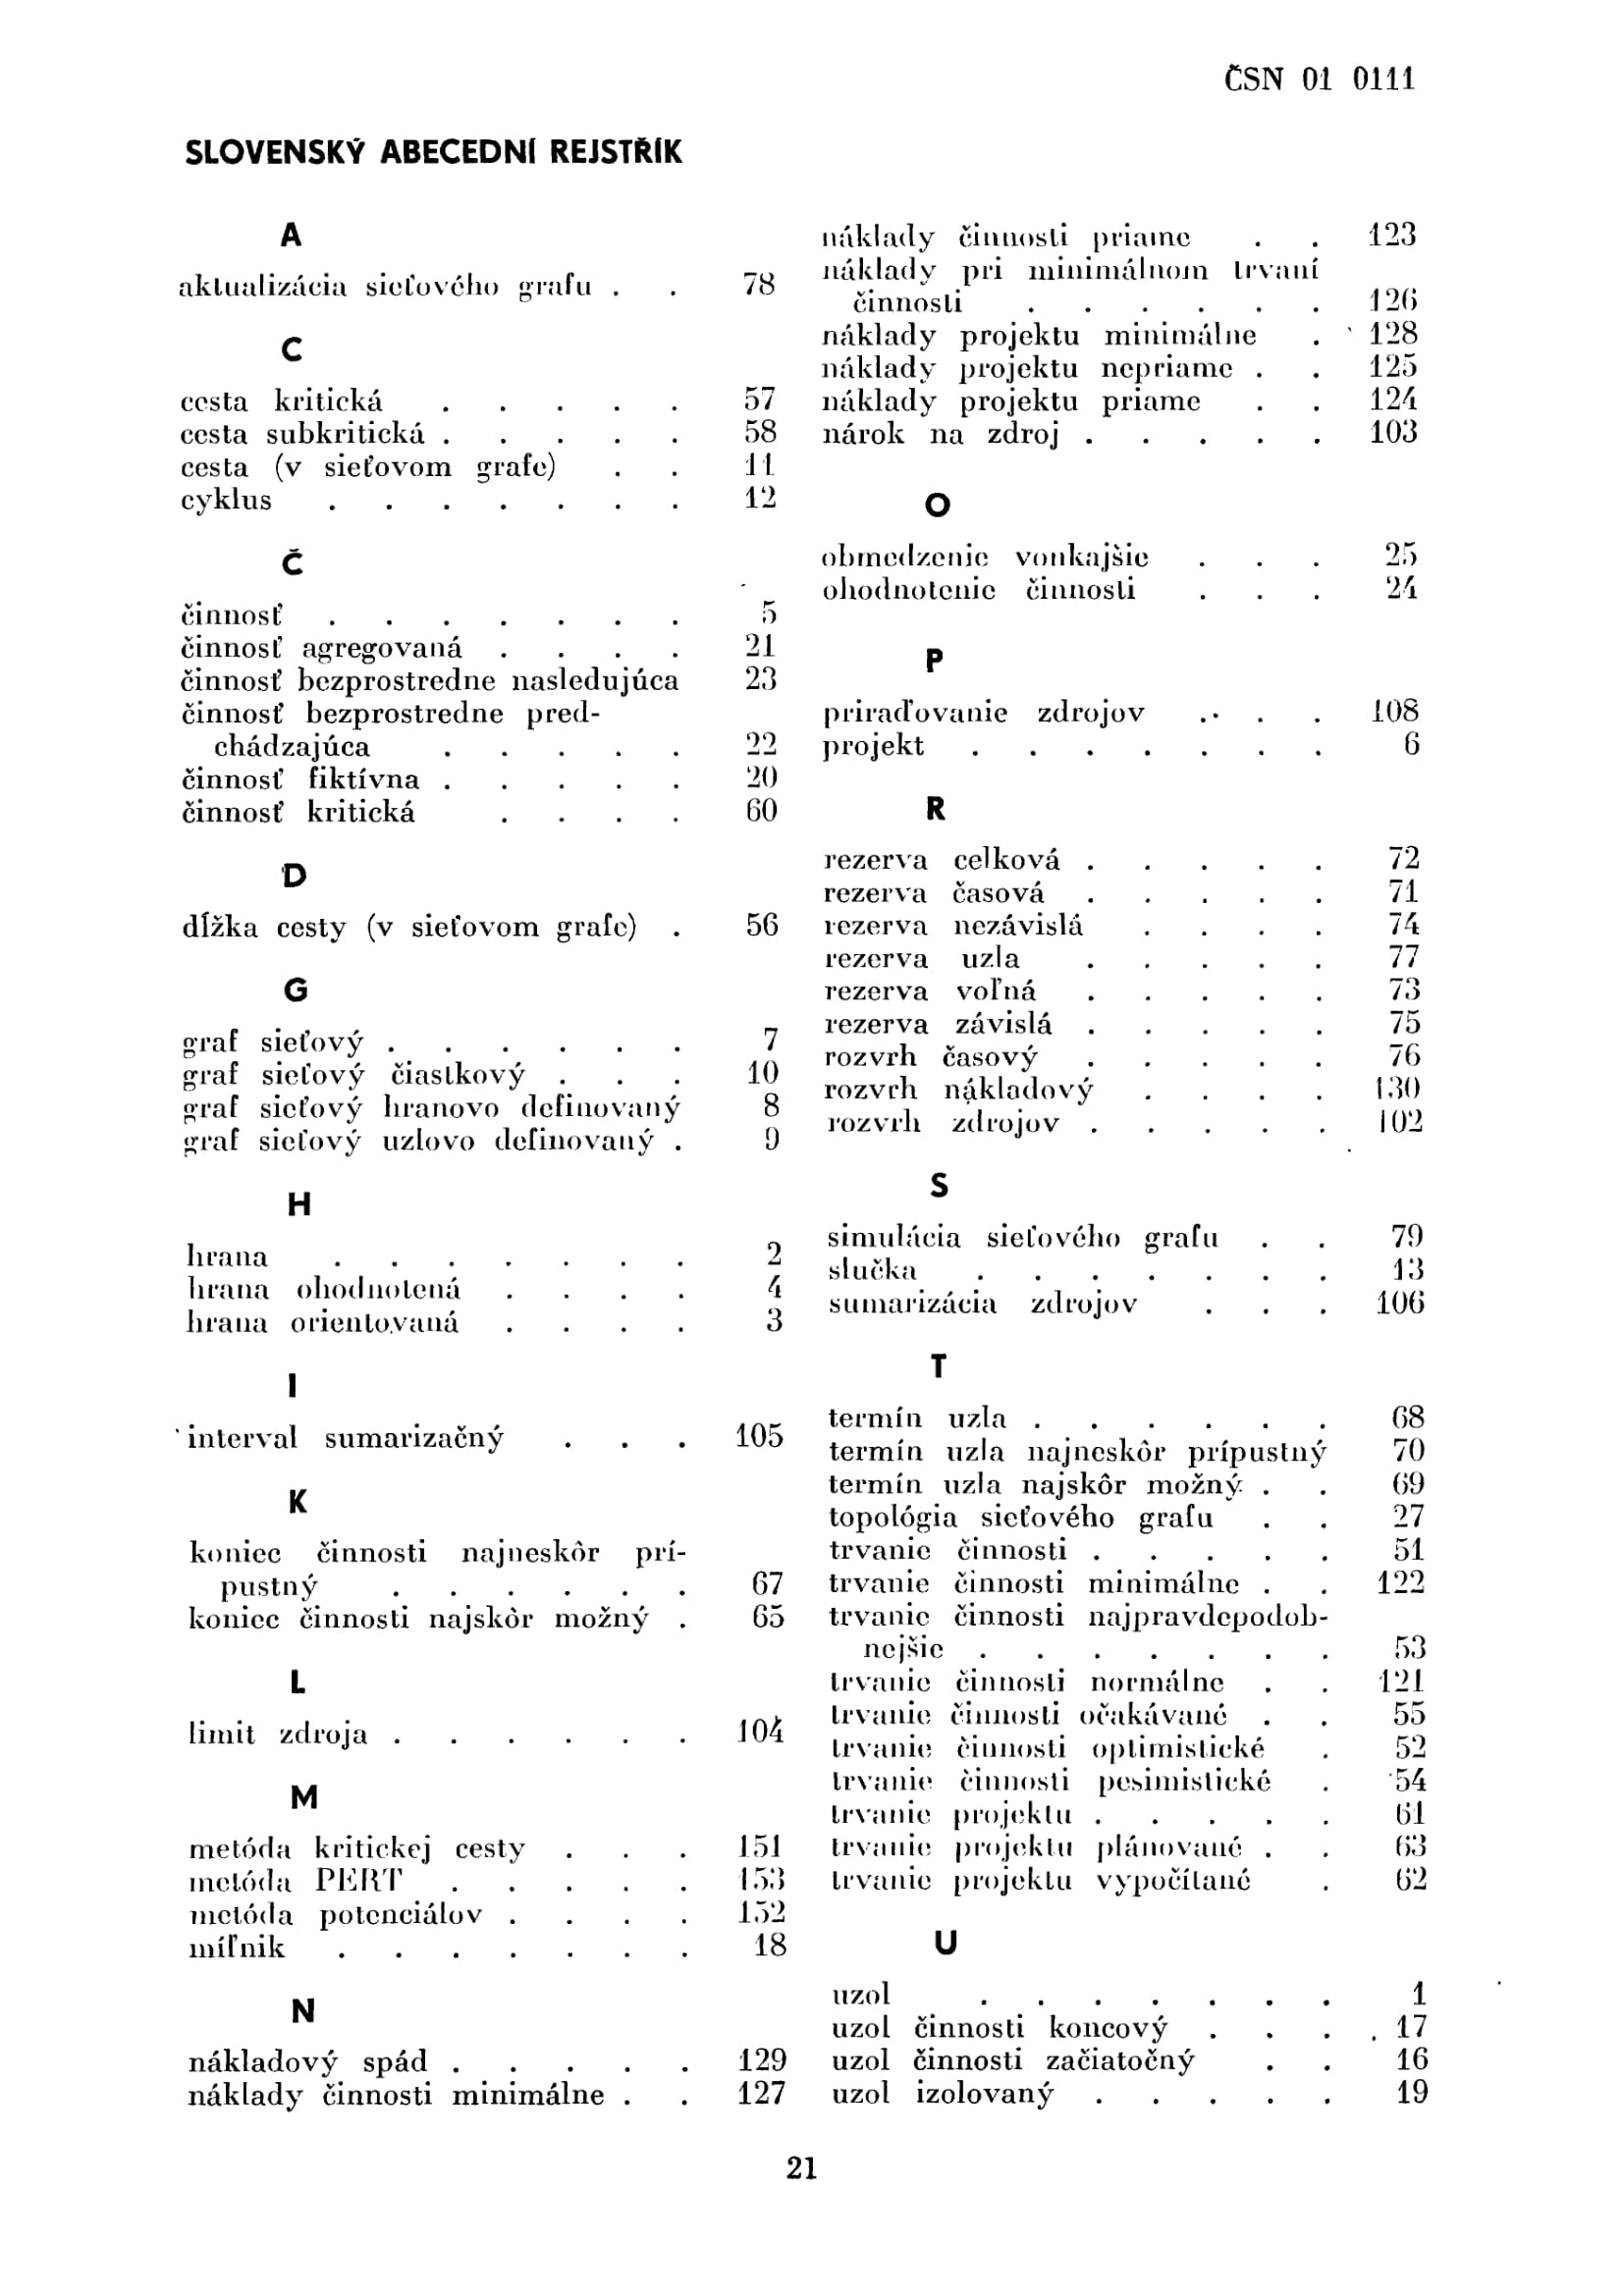 ČSN 01 0111
SLOVENSKÝ ABECEDNÍ REJSTŘÍK
A
aktualizácia sieťového grafu . . 78
C
cesta kritická . . . . . 57
cesta subkritická . . . . . 58
cesta (v sieťovom grafe) . . 11
cyklus . . . . . . . 12
Č
činnosť . . . . . . . 5
činnosť agregovaná . . . . 21
činnosť bezprostredne nasledujúca 23
činnosť bezprostredne pred-
chádzajúca . . . . . 22
činnosť fiktívna . . . . . 20
činnosť kritická . . . . 60
D
dĺžka cesty (v sieťovom grafe) . 56
G
graf sieťový . . . . . . 7
graf sieťový čiastkový . . . 10
graf sieťový hranovo definovaný 8
graf sieťový uzlovo definovaný . 9
H
hrana . . . . . . . 2
hrana ohodnotená . . . . 4
hrana orientovaná . . . . 3
I
interval sumarizačný . . . 105
K
koniec činnosti najneskôr prí-
pustný . . . . . . 67
koniec činnosti najskôr možný . 65
L
limit zdroja . . . . . . 104
M
metóda kritickej cesty . . . 151
metóda PERT . . . . . 153
metóda potenciálov . . . . 152
míľnik . . . . . . . 18
N
nákladový spád . . . . . 129
náklady činnosti minimálne . . 127
náklady činnosti priame . . 123
náklady pri minimálnom trvaní
činnosti . . . . . . 126
náklady projektu minimálne . 128
náklady projektu nepriame . . 125
náklady projektu priame . . 124
nárok na zdroj . . . . . 103
O
obmedzenie vonkajšie . . . 25
ohodnotenie činnosti . . . 24
P
priraďovanie zdrojov . . . 108
projekt . . . . . . . 6
R
rezerva celková . . . . . 72
rezerva časová . . . . . 71
rezerva nezávislá . . . . 74
rezerva uzla . . . . . 77
rezerva voľná . . . . . 73
rezerva závislá . . . . . 75
rozvrh časový . . . . . 76
rozvrh nákladový . . . . 130
rozvrh zdrojov . . . . . 102
S
simulácia sieťového grafu . . 79
slučka . . . . . . . 13
sumarizácia zdrojov . . . 106
T
termín uzla . . . . . . 68
termín uzla najneskôr prípustný 70
termín uzla najskôr možný . . 69
topológia sieťového grafu . . 27
trvanie činnosti . . . . . 51
trvanie činnosti minimálne . . 122
trvanie činnosti najpravdepodob-
nejšie . . . . . . . 53
trvanie činnosti normálne . . 121
trvanie činnosti očakávané . . 55
trvanie činnosti optimistické . 52
trvanie činnosti pesimistické . 54
trvanie projektu . . . . . 61
trvanie projektu plánované . . 63
trvanie projektu vypočítané . 62
U
uzol . . . . . . . 1
uzol činnosti koncový . . . . 17
uzol činnosti začiatočný . . 16
uzol izolovaný . . . . . 19
21